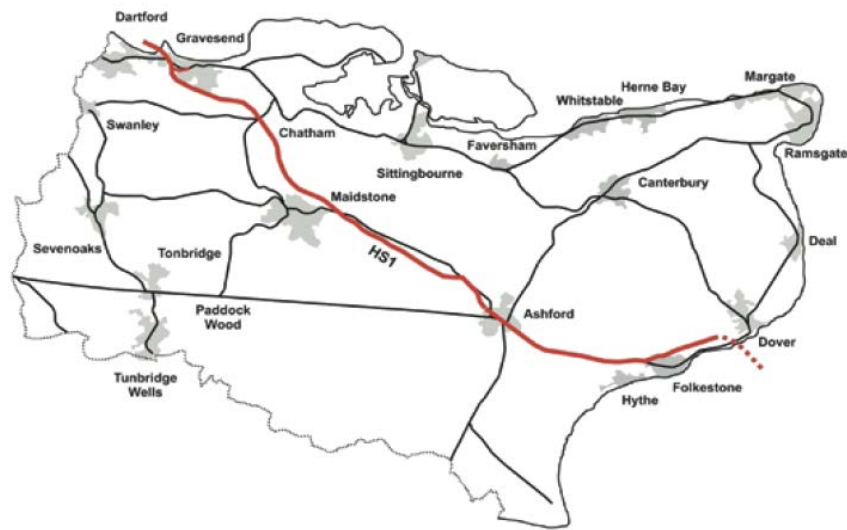 Dartford
Gravesend
Margate
Herne Bay
Whitstable
Swanley
Chatham
Faversham
Ramsgate
Sittingbourne
Canterbury
Maidstone
Sevenoaks
Tonbridge
Deal
HS1
Paddock
Wood
Ashford
Dover
Tunbridge
Wells
Hythe
Folkestone